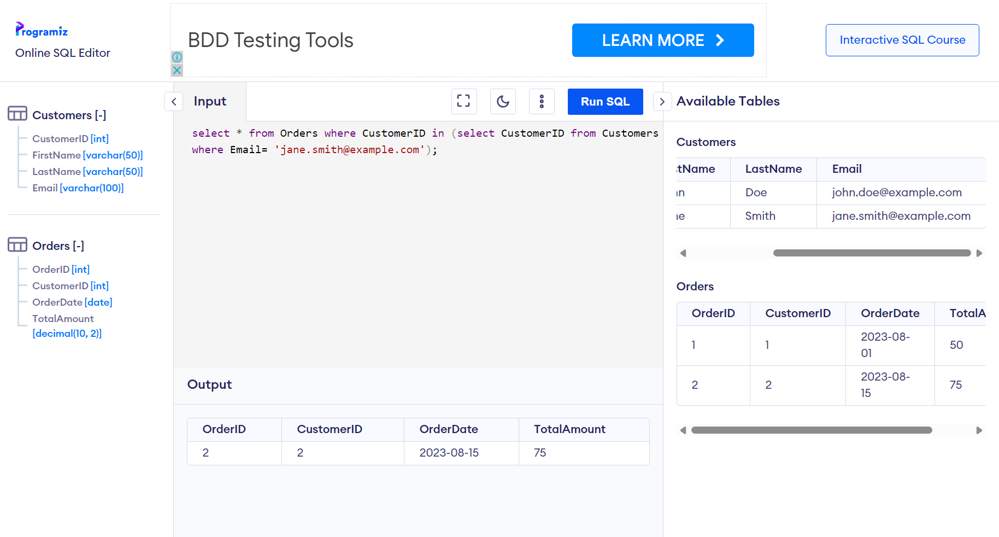 Programiz
Online SQL Editor
BDD Testing Tools
LEARN MORE
Interactive SQL Course
Customers [-]
CustomerID [int]
FirstName [varchar(50)]
LastName [varchar(50)]
Email [varchar(100)]
Orders [-]
OrderID [int]
CustomerID [int]
OrderDate [date]
TotalAmount
[decimal(10, 2)]
Input
Run SQL
select * from Orders where CustomerID in (select CustomerID from Customers
where Email= 'jane.smith@example.com');
Output
OrderID CustomerID OrderDate TotalAmount
2 2 2023-08-15 75
Available Tables
Customers
stName LastName Email
nn Doe john.doe@example.com
ne Smith jane.smith@example.com
Orders
OrderID CustomerID OrderDate TotalA
1 1 2023-08-
01 50
2 2 2023-08-
15 75